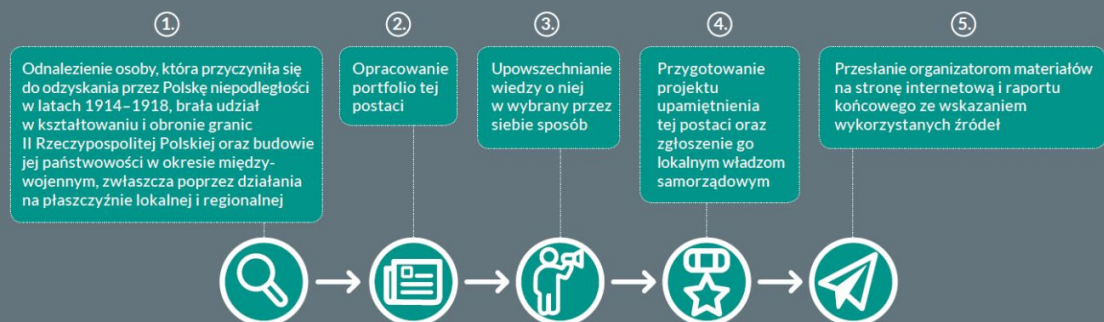 1.
Odnalezienie osoby, która przyczyniła się
do odzyskania przez Polskę niepodległości
w latach 1914–1918, brała udział
w kształtowaniu i obronie granic
II Rzeczypospolitej Polskiej oraz budowie
jej państwowości w okresie między-
wojennym, zwłaszcza poprzez działania
na płaszczyźnie lokalnej i regionalnej
2.
Opracowanie
portfolio tej
postaci
3.
Upowszechnianie
wiedzy o niej
w wybrany przez
siebie sposób
4.
Przygotowanie
projektu
upamiętnienia
tej postaci oraz
zgłoszenie go
lokalnym władzom
samorządowym
5.
Przesłanie organizatorom materiałów
na stronę internetową i raportu
końcowego ze wskazaniem
wykorzystanych źródeł